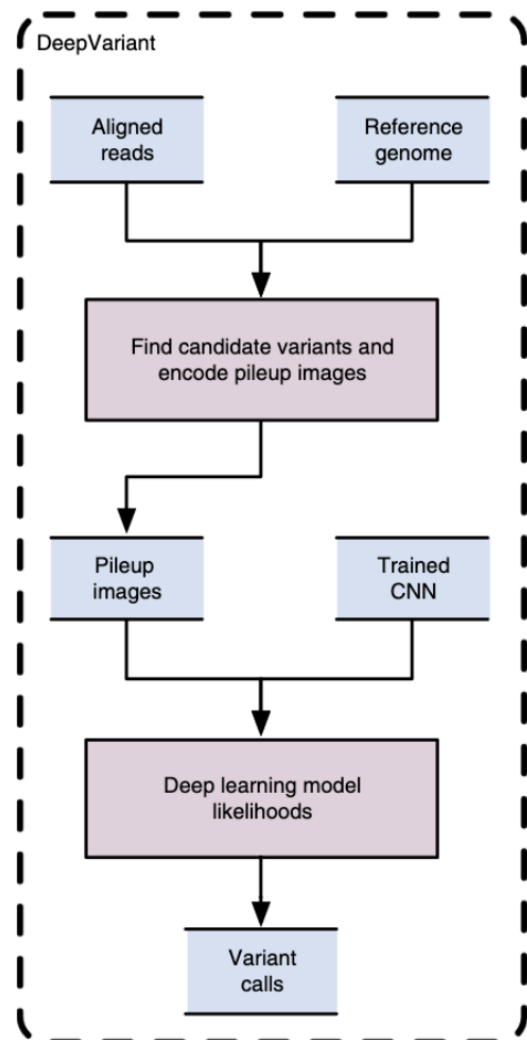 DeepVariant
Aligned
reads
Reference
genome
Find candidate variants and
encode pileup images
Pileup
images
Trained
CNN
Deep learning model
likelihoods
Variant
calls